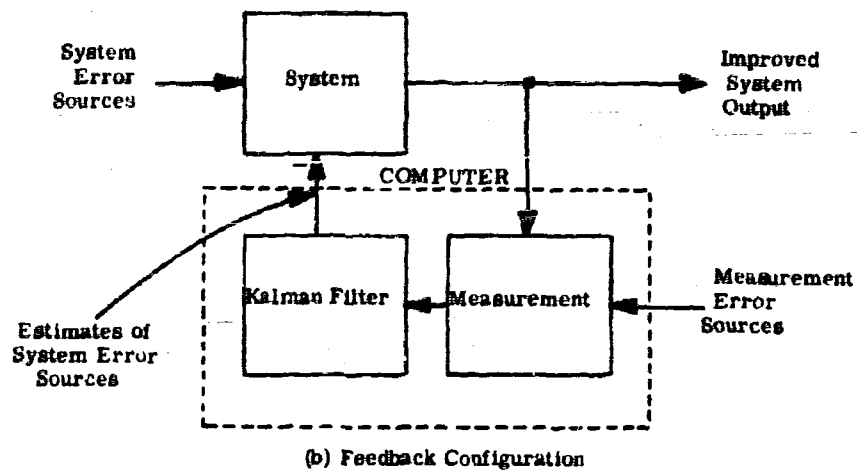 System
Error
Sources
System
Improved
System
Output
COMPUTER
Kalman Filter
Measurement
Measurement
Error
Sources
Estimates of
System Error
Sources
(b) Feedback Configuration